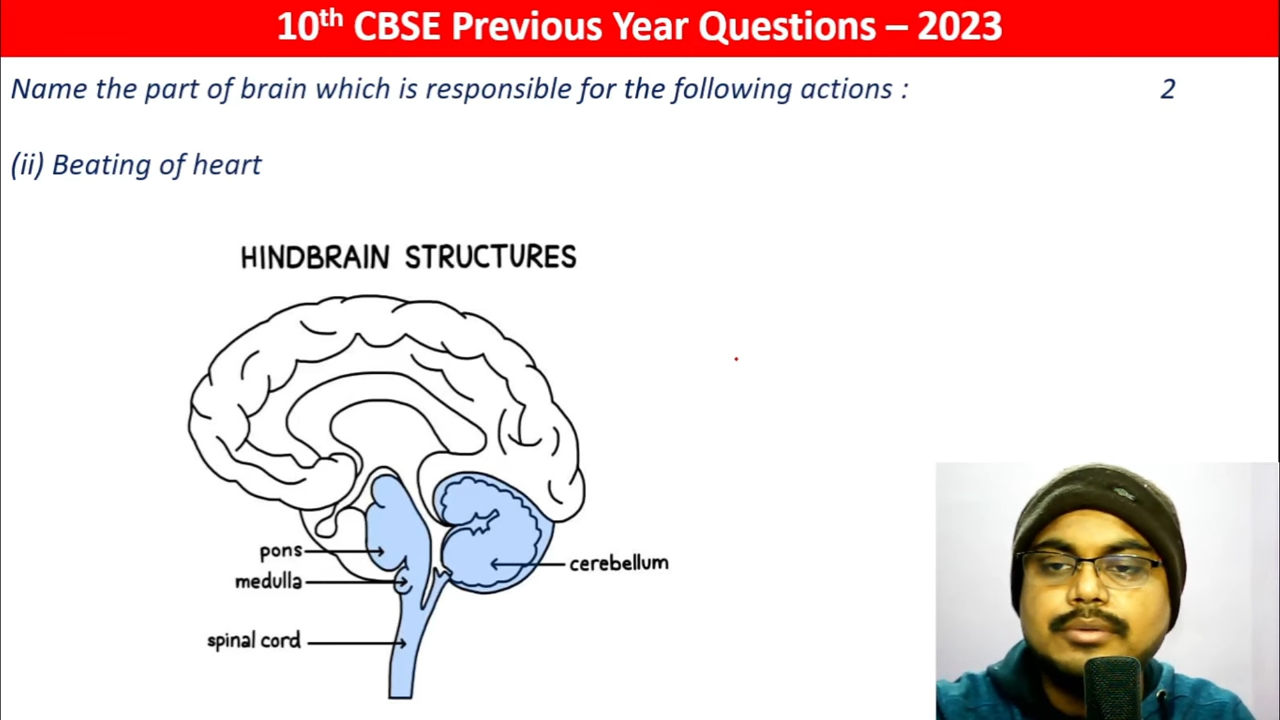 10th CBSE Previous Year Questions – 2023
Name the part of brain which is responsible for the following actions : 2
(ii) Beating of heart
HINDBRAIN STRUCTURES
pons
medulla
cerebellum
spinal cord